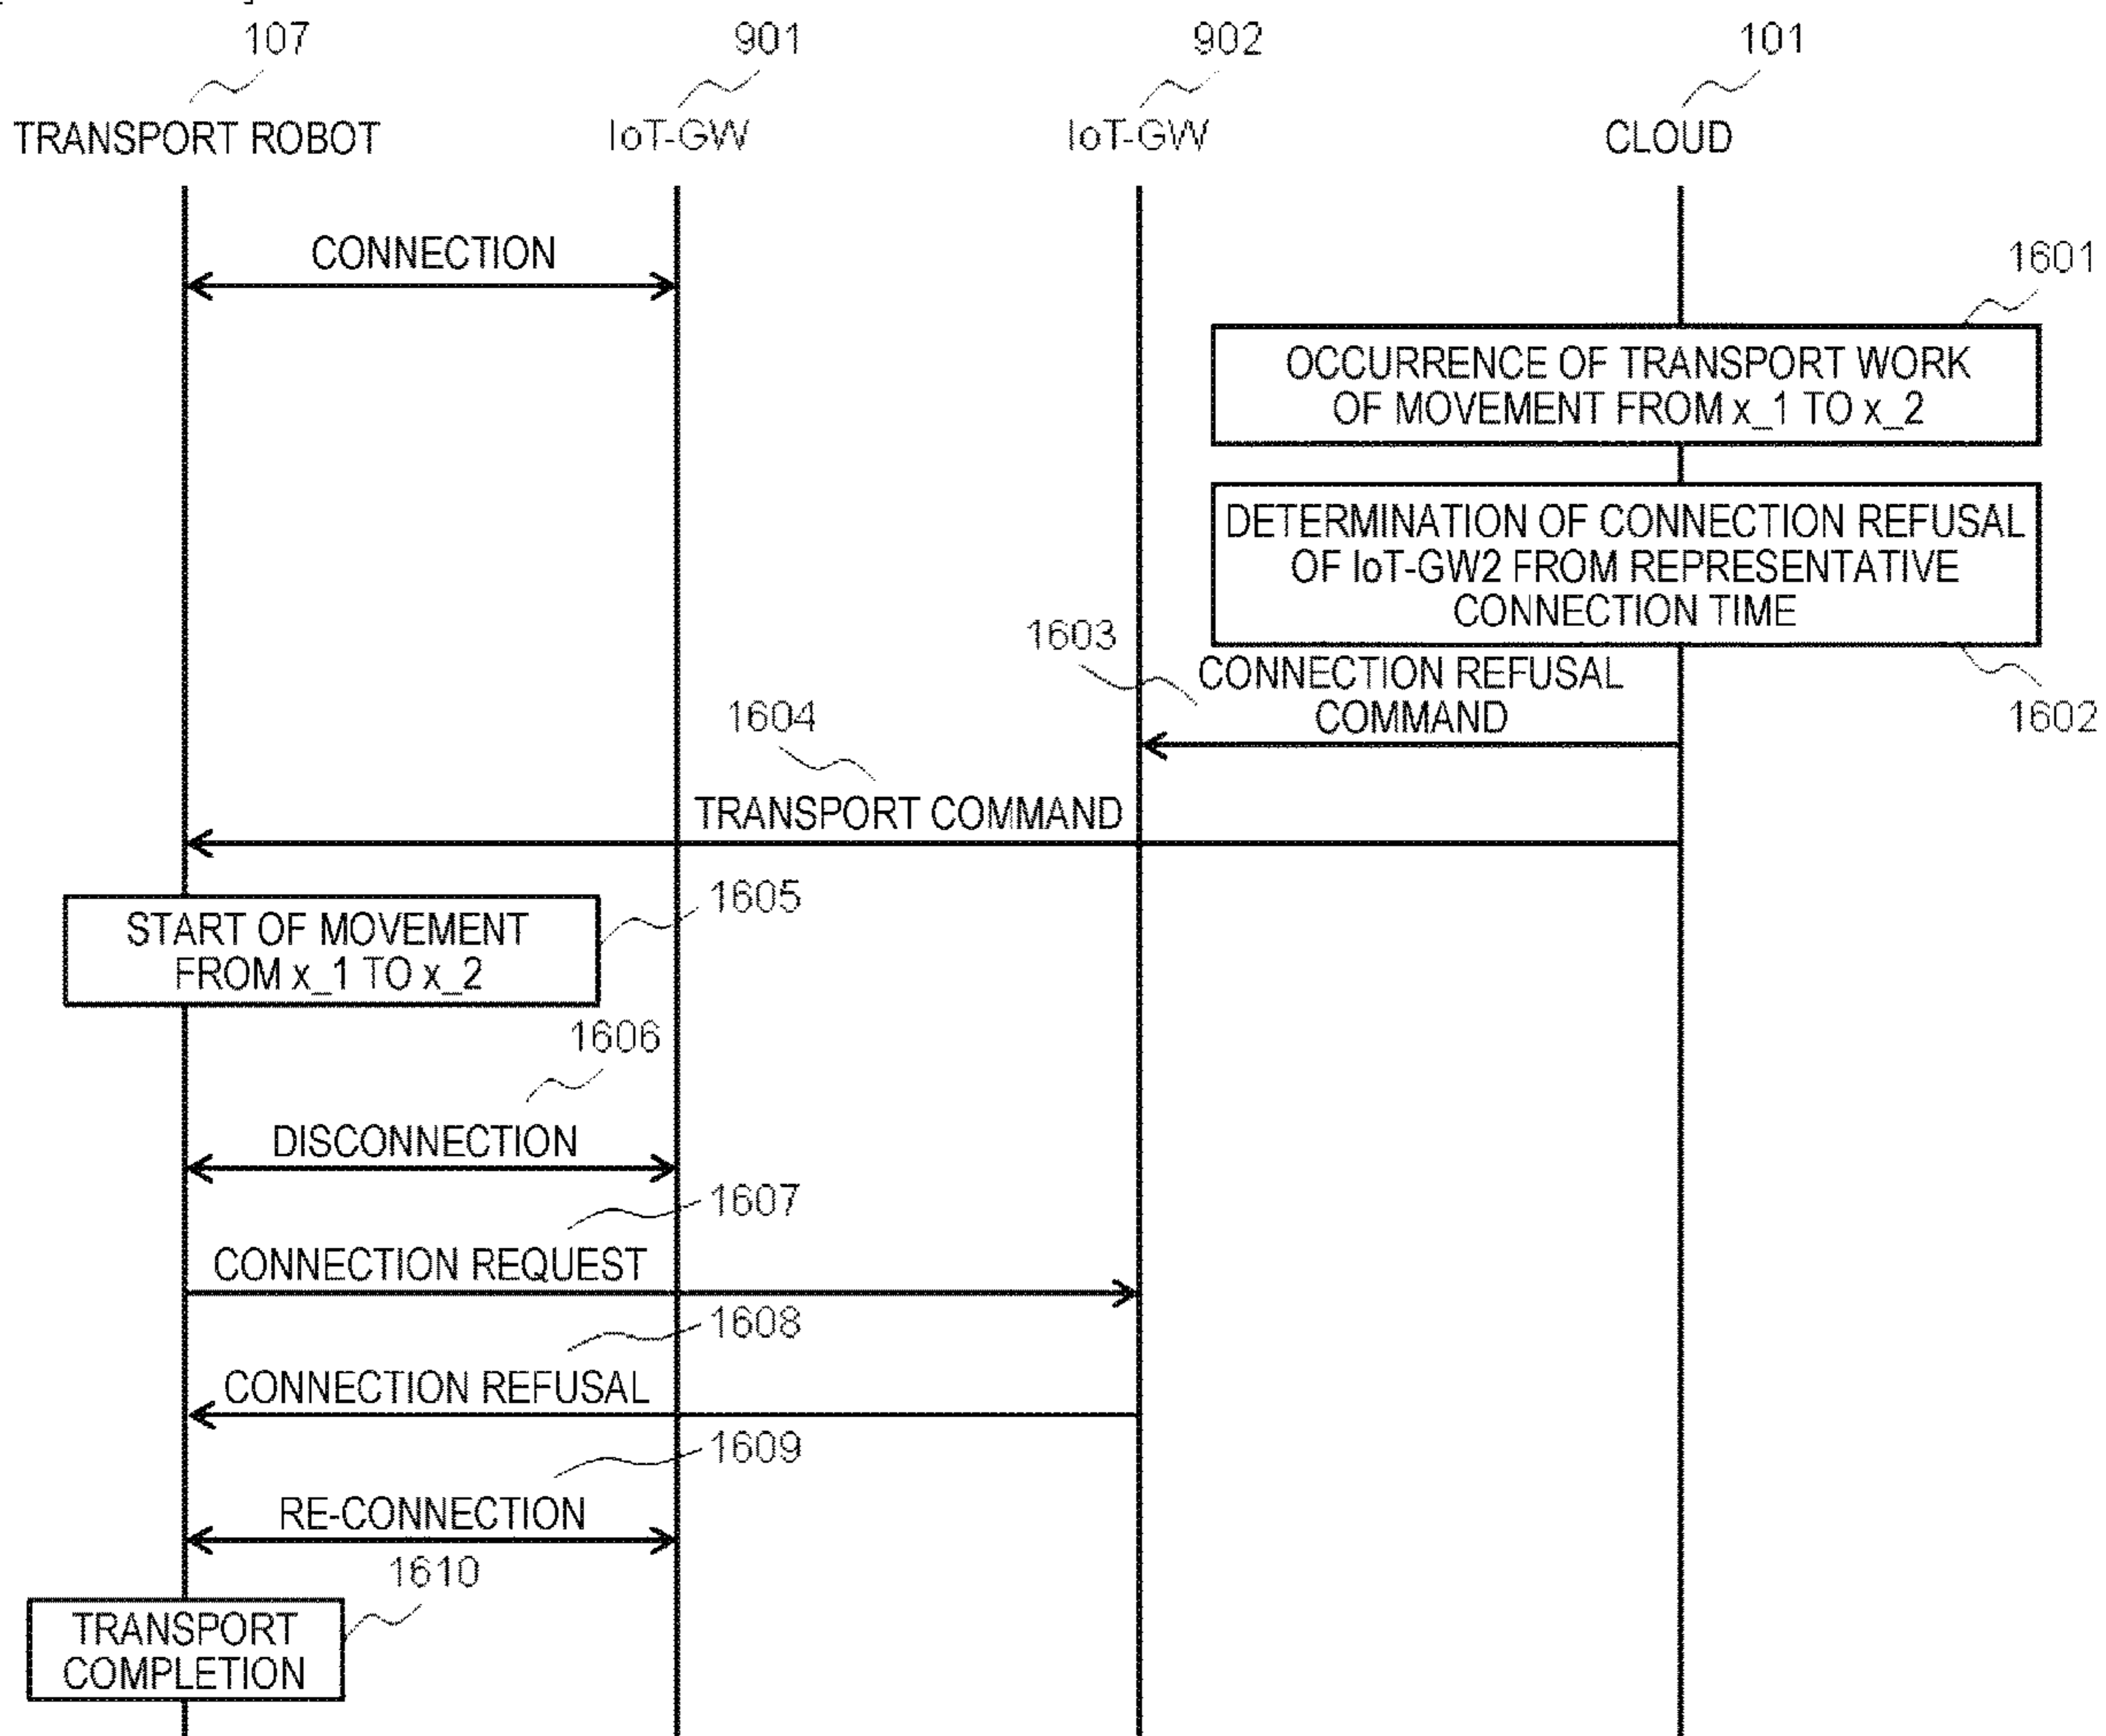 107
901
902
101
TRANSPORT ROBOT
IoT-GW
IoT-GW
CLOUD
CONNECTION
1601
OCCURRENCE OF TRANSPORT WORK
OF MOVEMENT FROM x_1 TO x_2
DETERMINATION OF CONNECTION REFUSAL
OF IoT-GW2 FROM REPRESENTATIVE
CONNECTION TIME
1602
1603
CONNECTION REFUSAL
COMMAND
1604
TRANSPORT COMMAND
1605
START OF MOVEMENT
FROM x_1 TO x_2
1606
DISCONNECTION
1607
CONNECTION REQUEST
1608
CONNECTION REFUSAL
1609
RE-CONNECTION
1610
TRANSPORT
COMPLETION